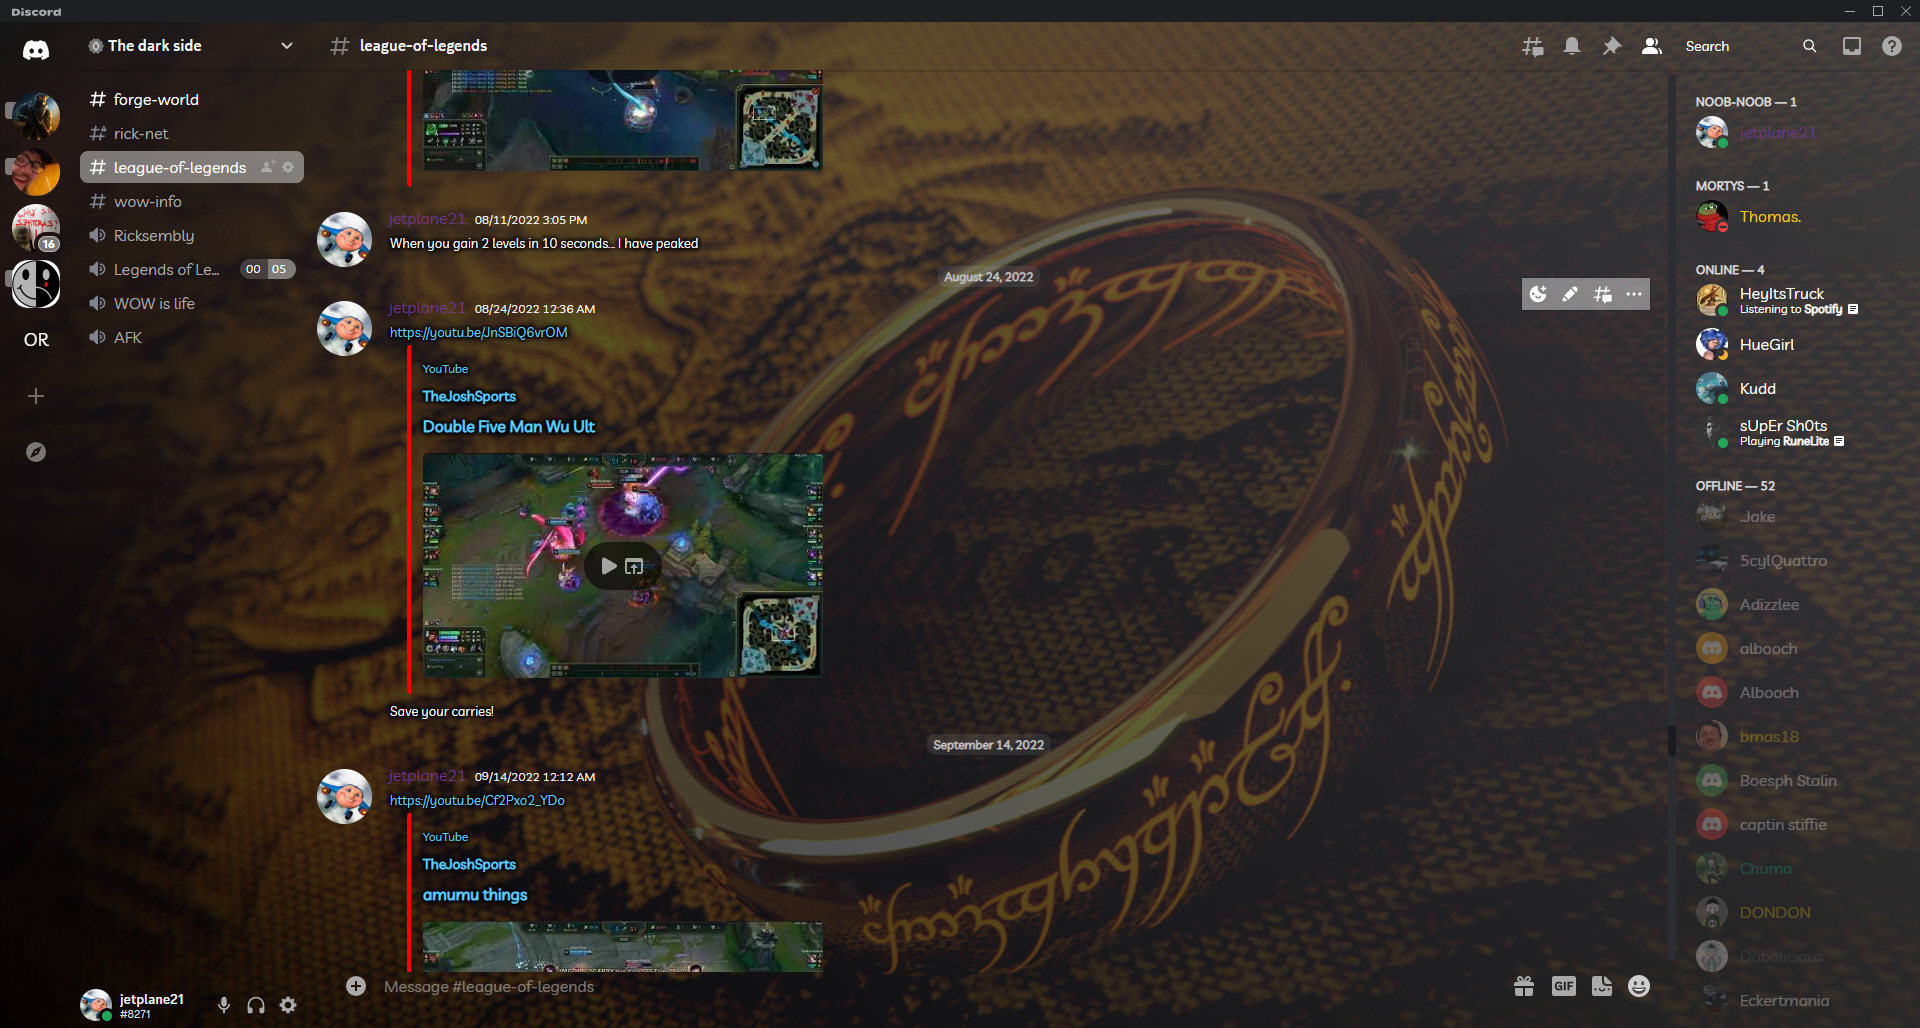 Discord
The dark side
league-of-legends
Search
forge-world
rick-net
league-of-legends
wow-info
Ricksembly
Legends of Le...
00 05
WOW is life
AFK
16
OR
jetplane21 08/11/2022 3:05 PM
When you gain 2 levels in 10 seconds... I have peaked
August 24, 2022
jetplane21 08/24/2022 12:36 AM
https://youtu.be/JnSBiQ6vrOM
YouTube
TheJoshSports
Double Five Man Wu Ult
Save your carries!
September 14, 2022
jetplane21 09/14/2022 12:12 AM
https://youtu.be/Cf2Pxo2_YDo
YouTube
TheJoshSports
amumu things
Message #league-of-legends
GIF
jetplane21
#8271
NOOB-NOOB — 1
jetplane21
MORTYS — 1
Thomas.
ONLINE — 4
HeyItsTruck
Listening to Spotify
HueGirl
Kudd
sUpEr Sh0ts
Playing RuneLite
OFFLINE — 52
.Jake
5cylQuattro
Adizzlee
albooch
Albooch
bmas18
Boesph Stalin
captin stiffie
Chuma
DONDON
Dubalicious
Eckertmania